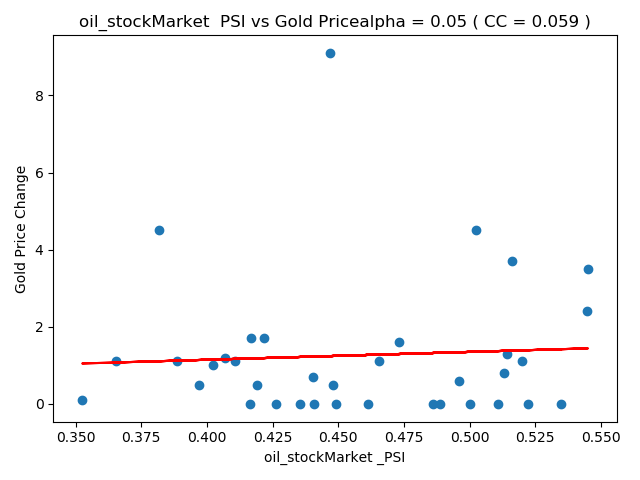 oil_stockMarket  PSI vs Gold Pricealpha = 0.05 ( CC = 0.059 )
8
6
4
2
0
Gold Price Change
0.350 0.375 0.400 0.425 0.450 0.475 0.500 0.525 0.550
oil_stockMarket _PSI